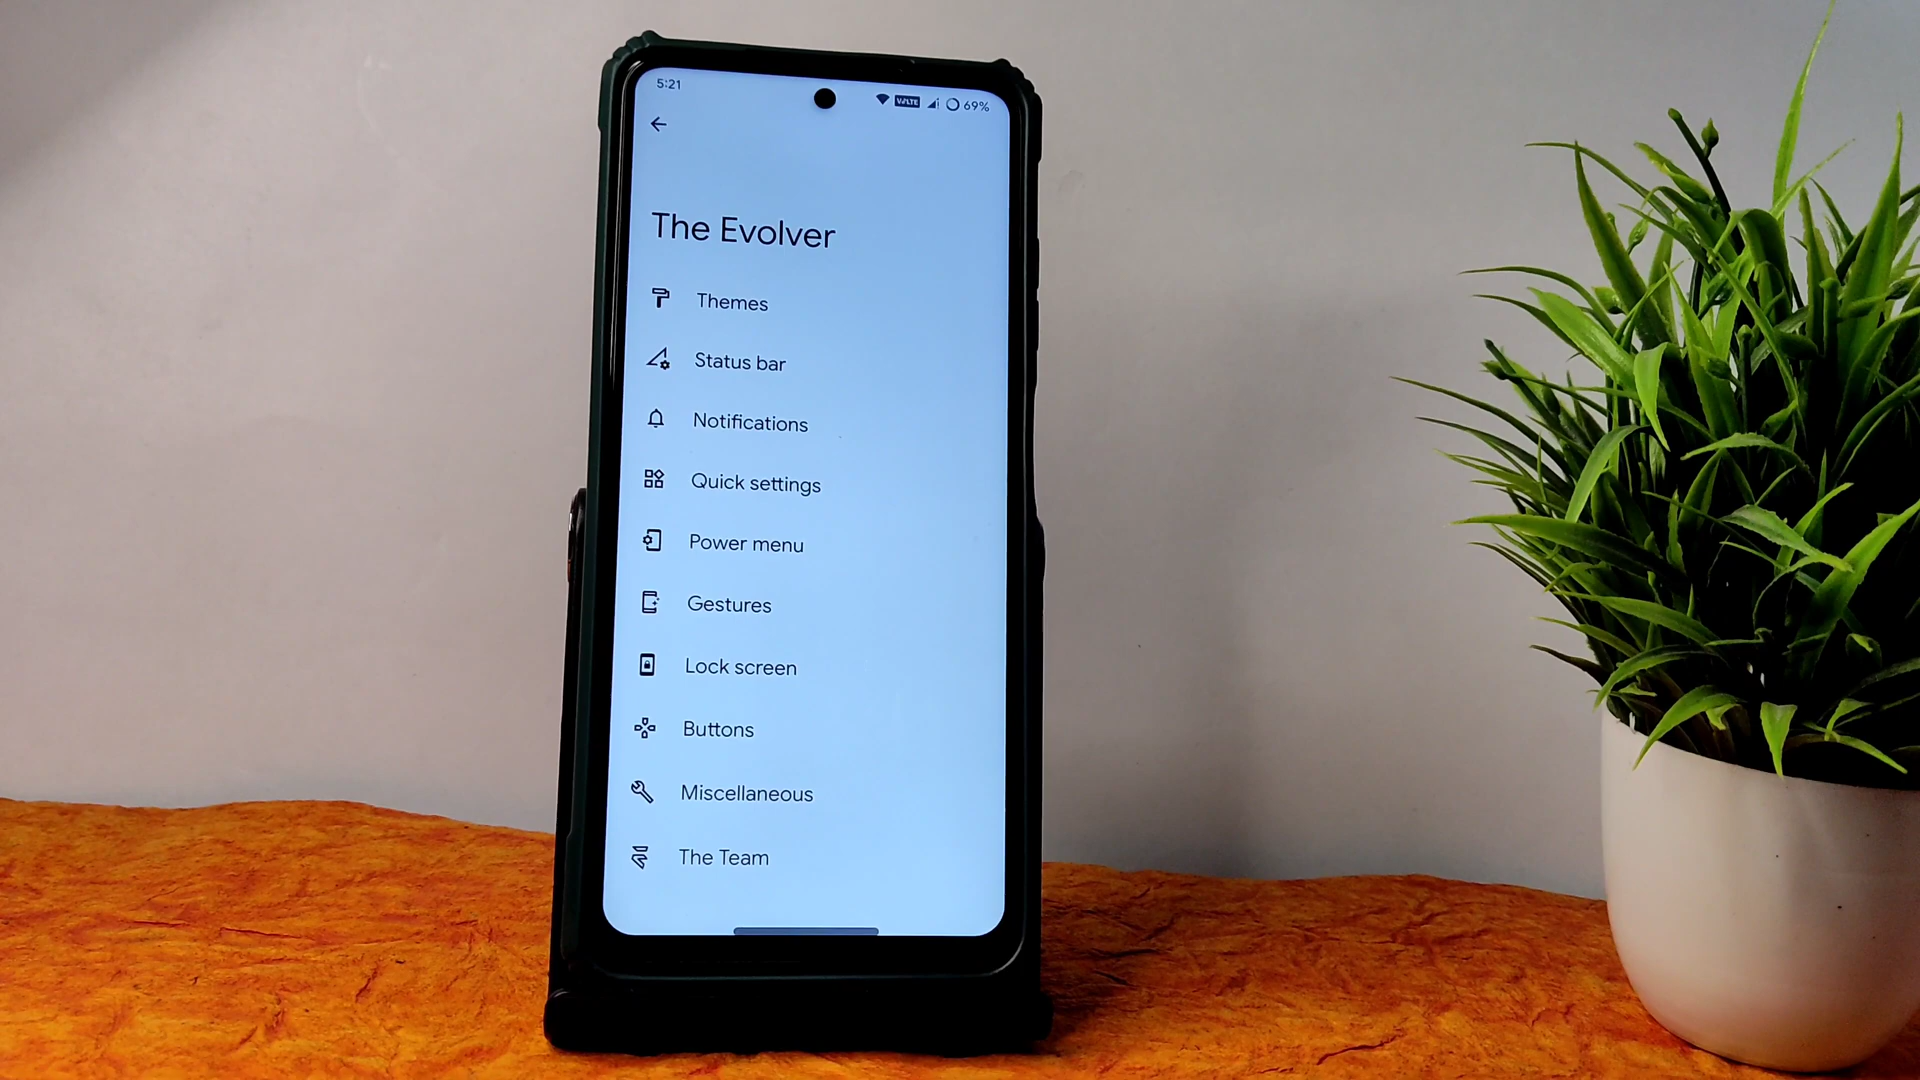 5:21
VoLTE 69%
The Evolver
Themes
Status bar
Notifications
Quick settings
Power menu
Gestures
Lock screen
Buttons
Miscellaneous
The Team